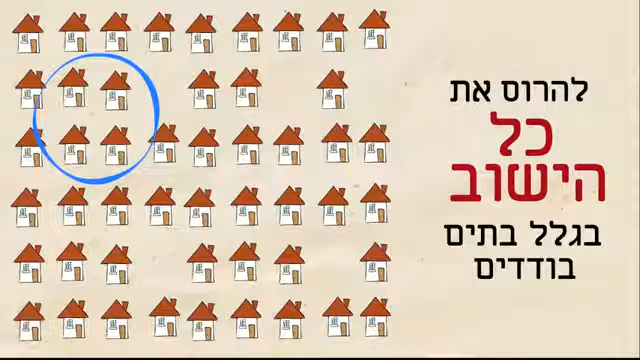 להרוס את
כל
הישוב
בגלל בתים
בודדים